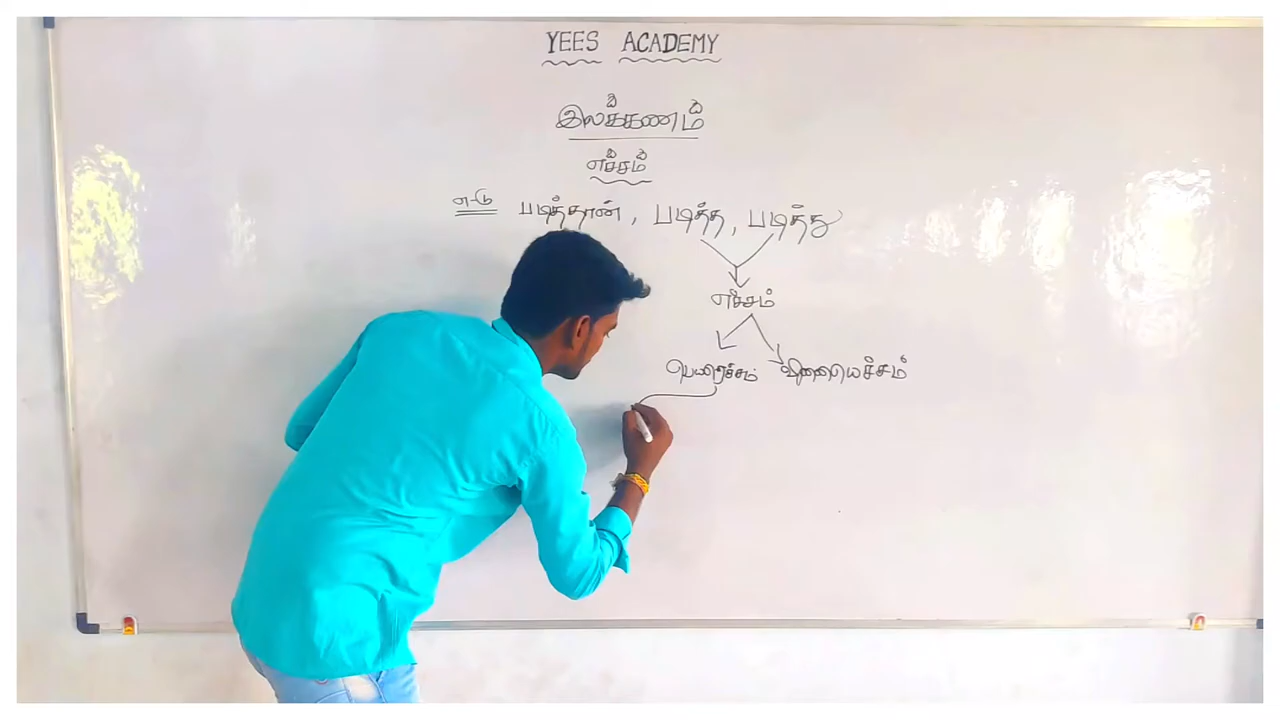 YEES ACADEMY
இலக்கணம்
எச்சம்
எ-டு படித்தான், படித்த, படித்து
எச்சம்
பெயரெச்சம் வினையெச்சம்